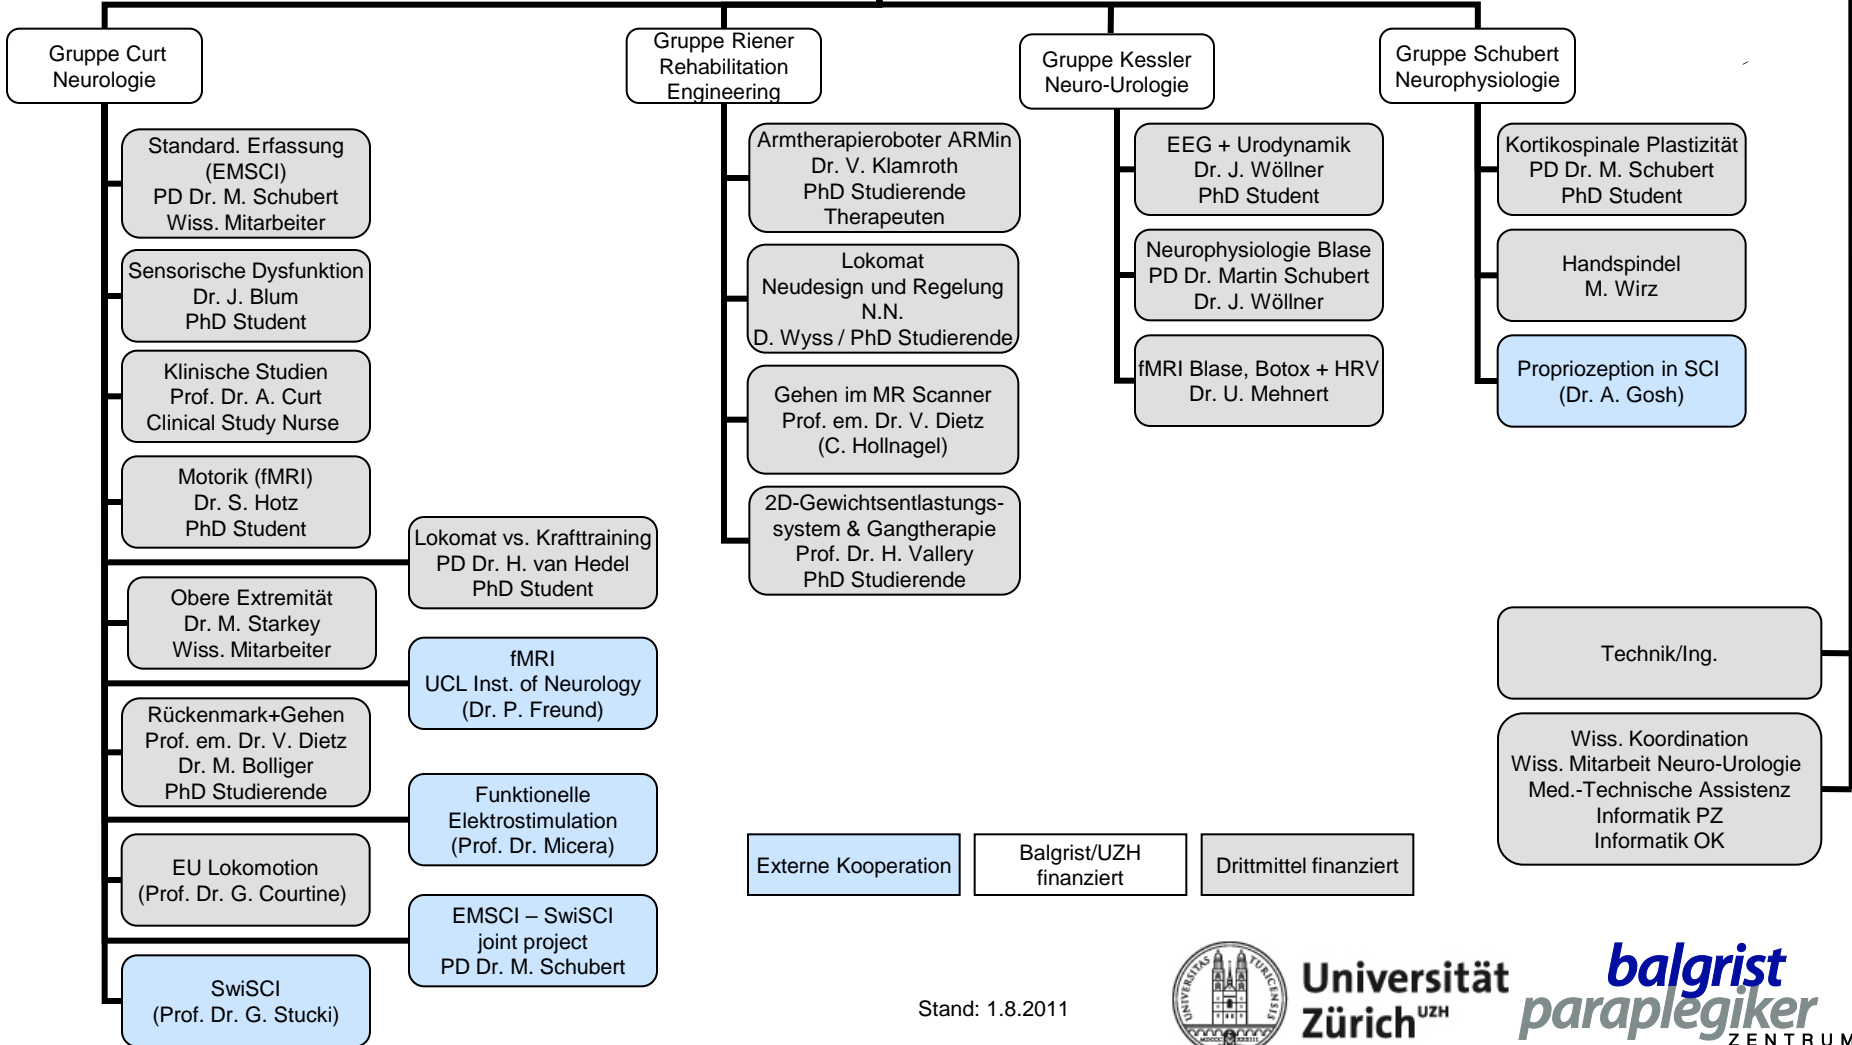 Gruppe Curt
Neurologie
Gruppe Riener
Rehabilitation
Engineering
Gruppe Kessler
Neuro-Urologie
Gruppe Schubert
Neurophysiologie
Standard. Erfassung
(EMSCI)
PD Dr. M. Schubert
Wiss. Mitarbeiter
Sensorische Dysfunktion
Dr. J. Blum
PhD Student
Klinische Studien
Prof. Dr. A. Curt
Clinical Study Nurse
Motorik (fMRI)
Dr. S. Hotz
PhD Student
Lokomat vs. Krafttraining
PD Dr. H. van Hedel
PhD Student
Obere Extremität
Dr. M. Starkey
Wiss. Mitarbeiter
fMRI
UCL Inst. of Neurology
(Dr. P. Freund)
Rückenmark+Gehen
Prof. em. Dr. V. Dietz
Dr. M. Bolliger
PhD Studierende
Funktionelle
Elektrostimulation
(Prof. Dr. Micera)
EU Lokomotion
(Prof. Dr. G. Courtine)
EMSCI – SwiSCI
joint project
PD Dr. M. Schubert
SwiSCI
(Prof. Dr. G. Stucki)
Armtherapieroboter ARMin
Dr. V. Klamroth
PhD Studierende
Therapeuten
Lokomat
Neudesign und Regelung
N.N.
D. Wyss / PhD Studierende
Gehen im MR Scanner
Prof. em. Dr. V. Dietz
(C. Hollnagel)
2D-Gewichtsentlastungs-
system & Gangtherapie
Prof. Dr. H. Vallery
PhD Studierende
EEG + Urodynamik
Dr. J. Wöllner
PhD Student
Neurophysiologie Blase
PD Dr. Martin Schubert
Dr. J. Wöllner
fMRI Blase, Botox + HRV
Dr. U. Mehnert
Kortikospinale Plastizität
PD Dr. M. Schubert
PhD Student
Handspindel
M. Wirz
Propriozeption in SCI
(Dr. A. Gosh)
Technik/Ing.
Wiss. Koordination
Wiss. Mitarbeit Neuro-Urologie
Med.-Technische Assistenz
Informatik PZ
Informatik OK
Externe Kooperation
Balgrist/UZH
finanziert
Drittmittel finanziert
Stand: 1.8.2011
UNIVERSITAS
TURICENSIS
Universität
Zürich UZH
balgrist
paraplegiker
ZENTRUM